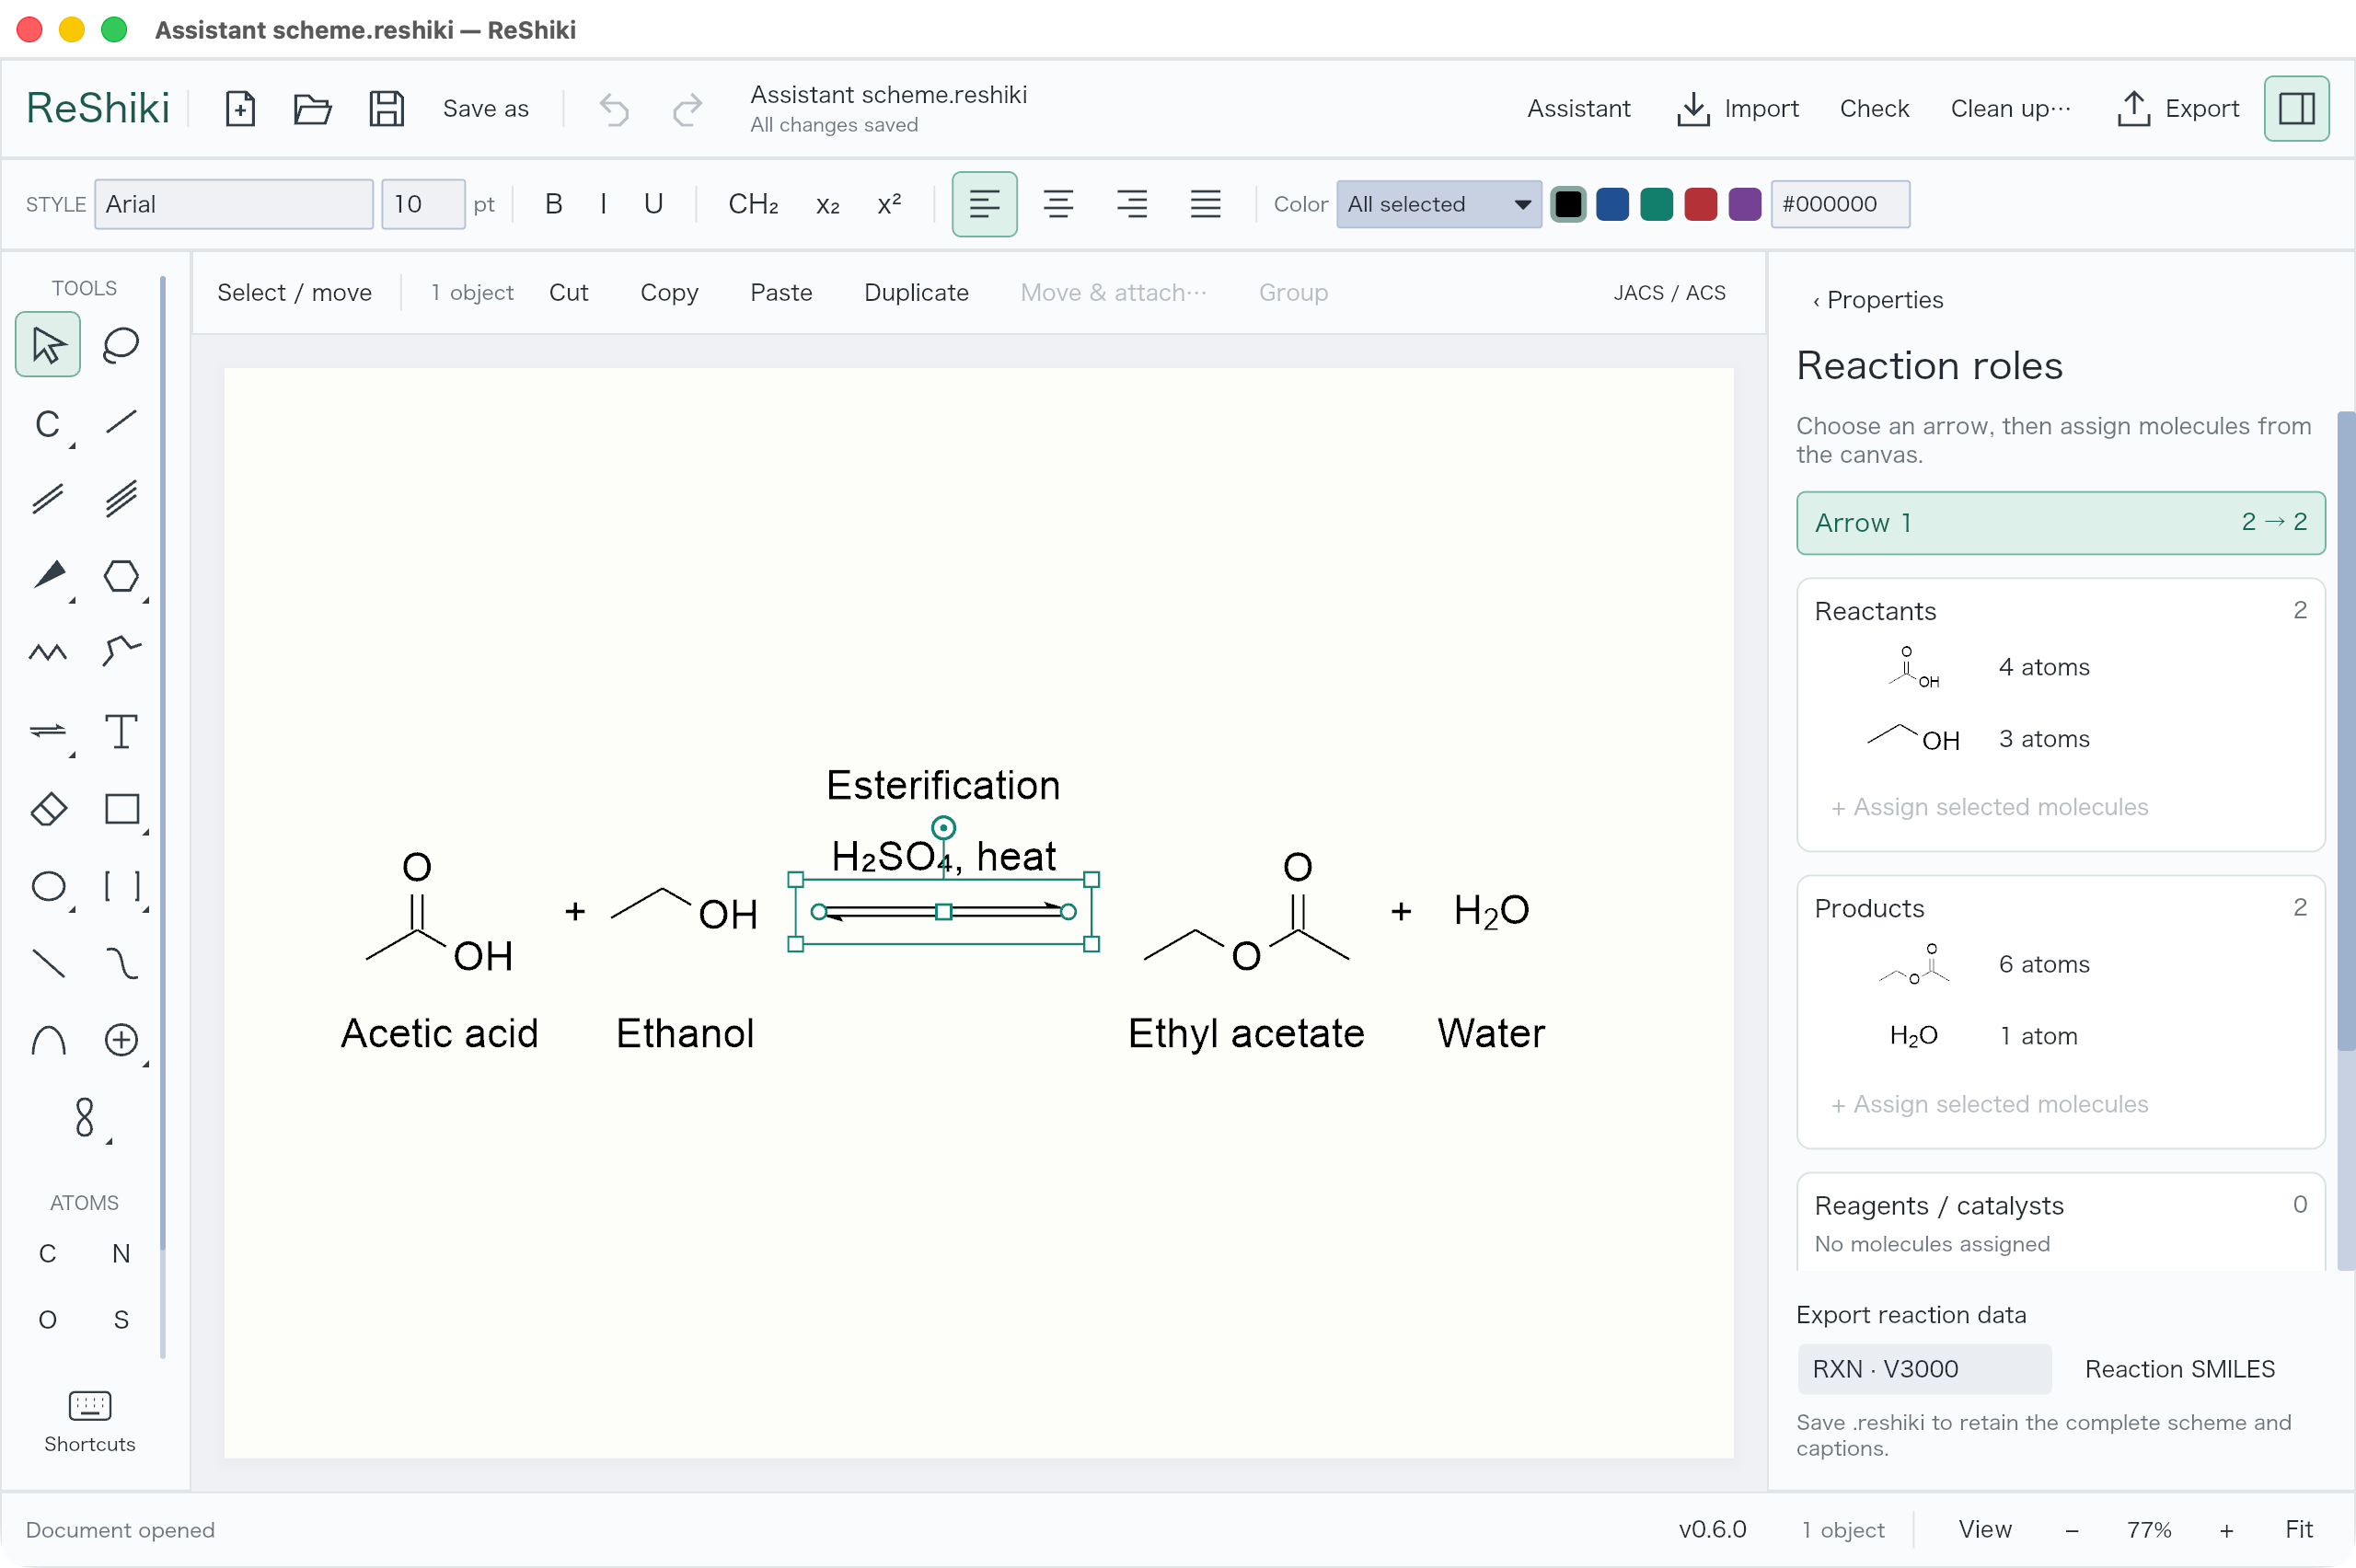 Assistant scheme.reshiki — ReShiki
ReShiki
Save as
Assistant scheme.reshiki
All changes saved
Assistant
Import
Check
Clean up···
Export
STYLE
Arial
10
pt
B
I
U
CH₂
x₂
x²
Color
All selected
#000000
TOOLS
Select / move
1 object
Cut
Copy
Paste
Duplicate
Move & attach···
Group
JACS / ACS
C
T
[ ]
ATOMS
C
N
O
S
Shortcuts
Esterification
H₂SO₄, heat
O
OH
+
OH
O
O
+
H₂O
Acetic acid
Ethanol
Ethyl acetate
Water
‹ Properties
Reaction roles
Choose an arrow, then assign molecules from
the canvas.
Arrow 1
2 → 2
Reactants
2
O
OH
4 atoms
OH
3 atoms
+ Assign selected molecules
Products
2
O
O
6 atoms
H₂O
1 atom
+ Assign selected molecules
Reagents / catalysts
0
No molecules assigned
Export reaction data
RXN · V3000
Reaction SMILES
Save .reshiki to retain the complete scheme and
captions.
Document opened
v0.6.0
1 object
View
−
77%
+
Fit